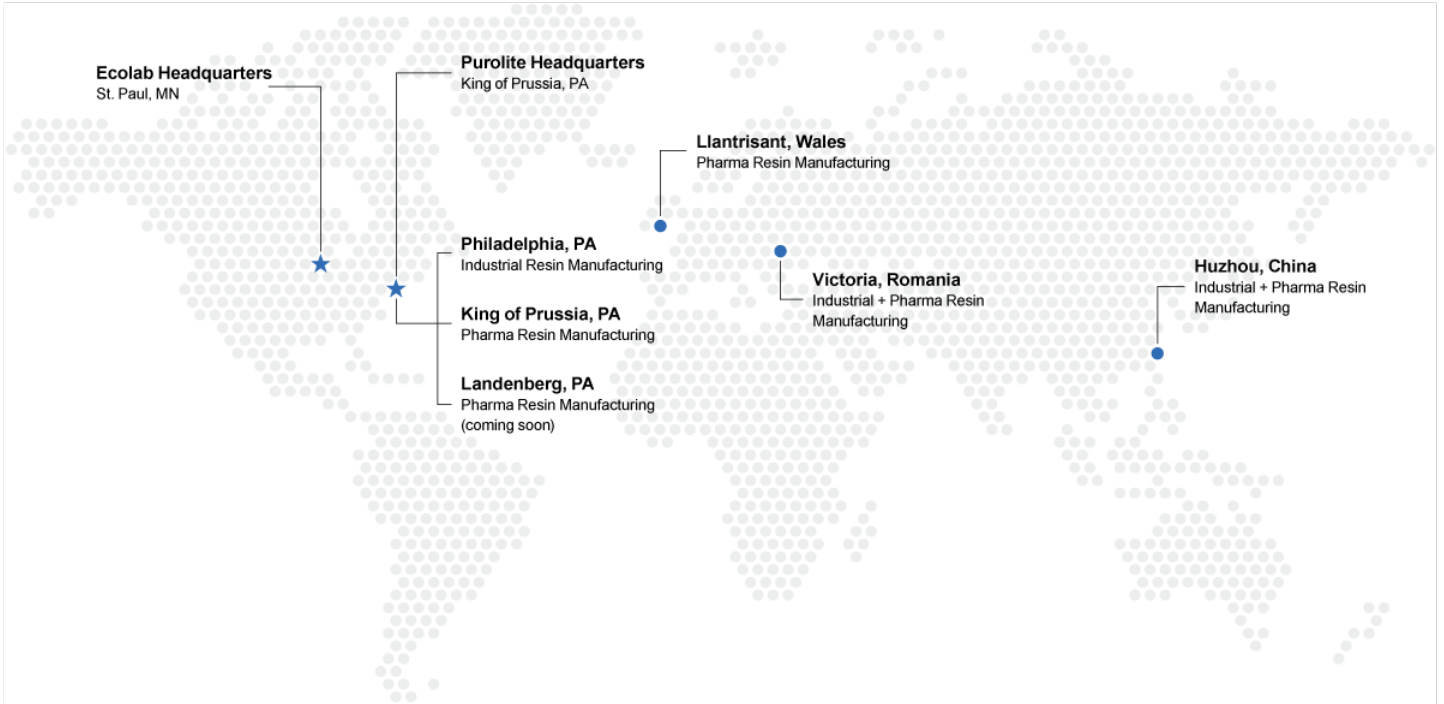 Ecolab Headquarters
St. Paul, MN
Purolite Headquarters
King of Prussia, PA
Llantrisant, Wales
Pharma Resin Manufacturing
Philadelphia, PA
Industrial Resin Manufacturing
King of Prussia, PA
Pharma Resin Manufacturing
Landenberg, PA
Pharma Resin Manufacturing
(coming soon)
Victoria, Romania
Industrial + Pharma Resin
Manufacturing
Huzhou, China
Industrial + Pharma Resin
Manufacturing